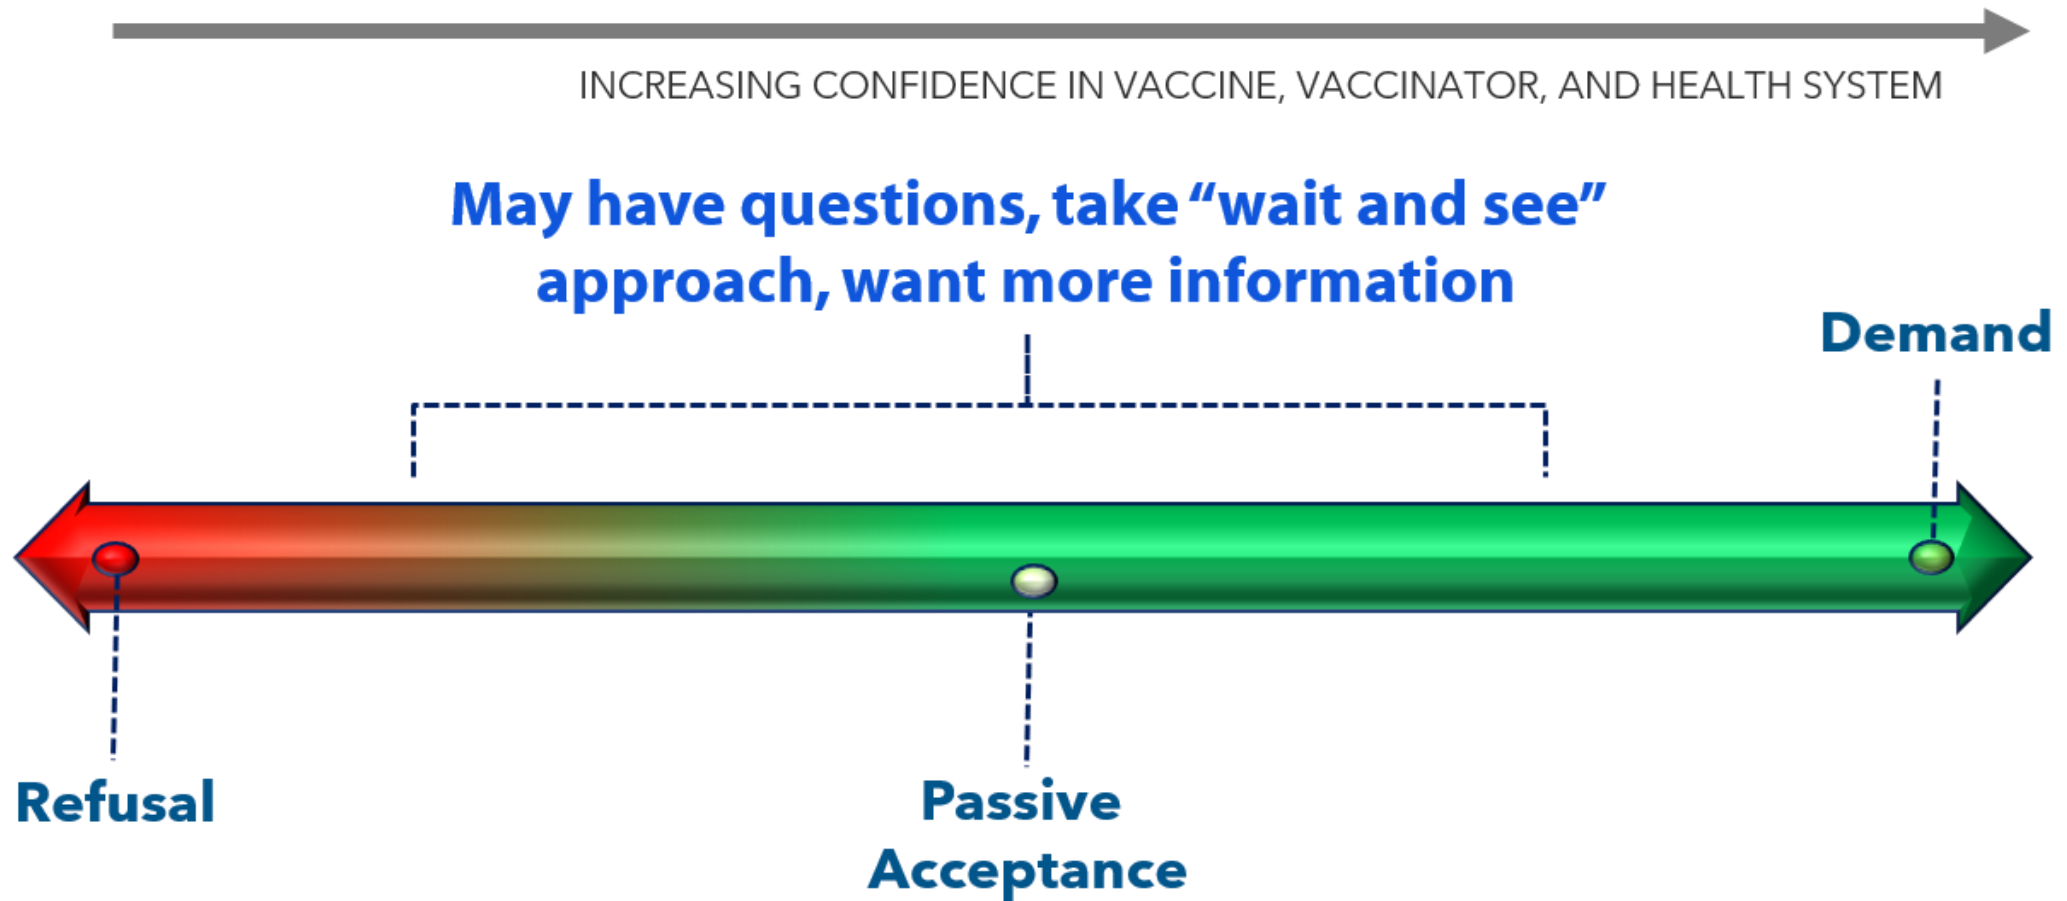 INCREASING CONFIDENCE IN VACCINE, VACCINATOR, AND HEALTH SYSTEM
May have questions, take “wait and see”
approach, want more information
Demand
Refusal
Passive
Acceptance